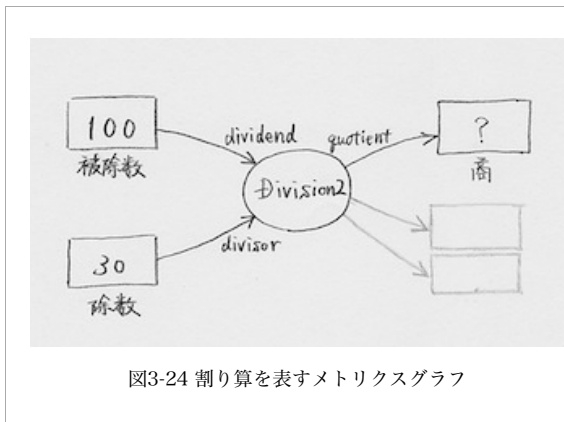 100
被除数
dividend
quotient
?
商
Division2
30
除数
divisor
図3-24 割り算を表すメトリクスグラフ